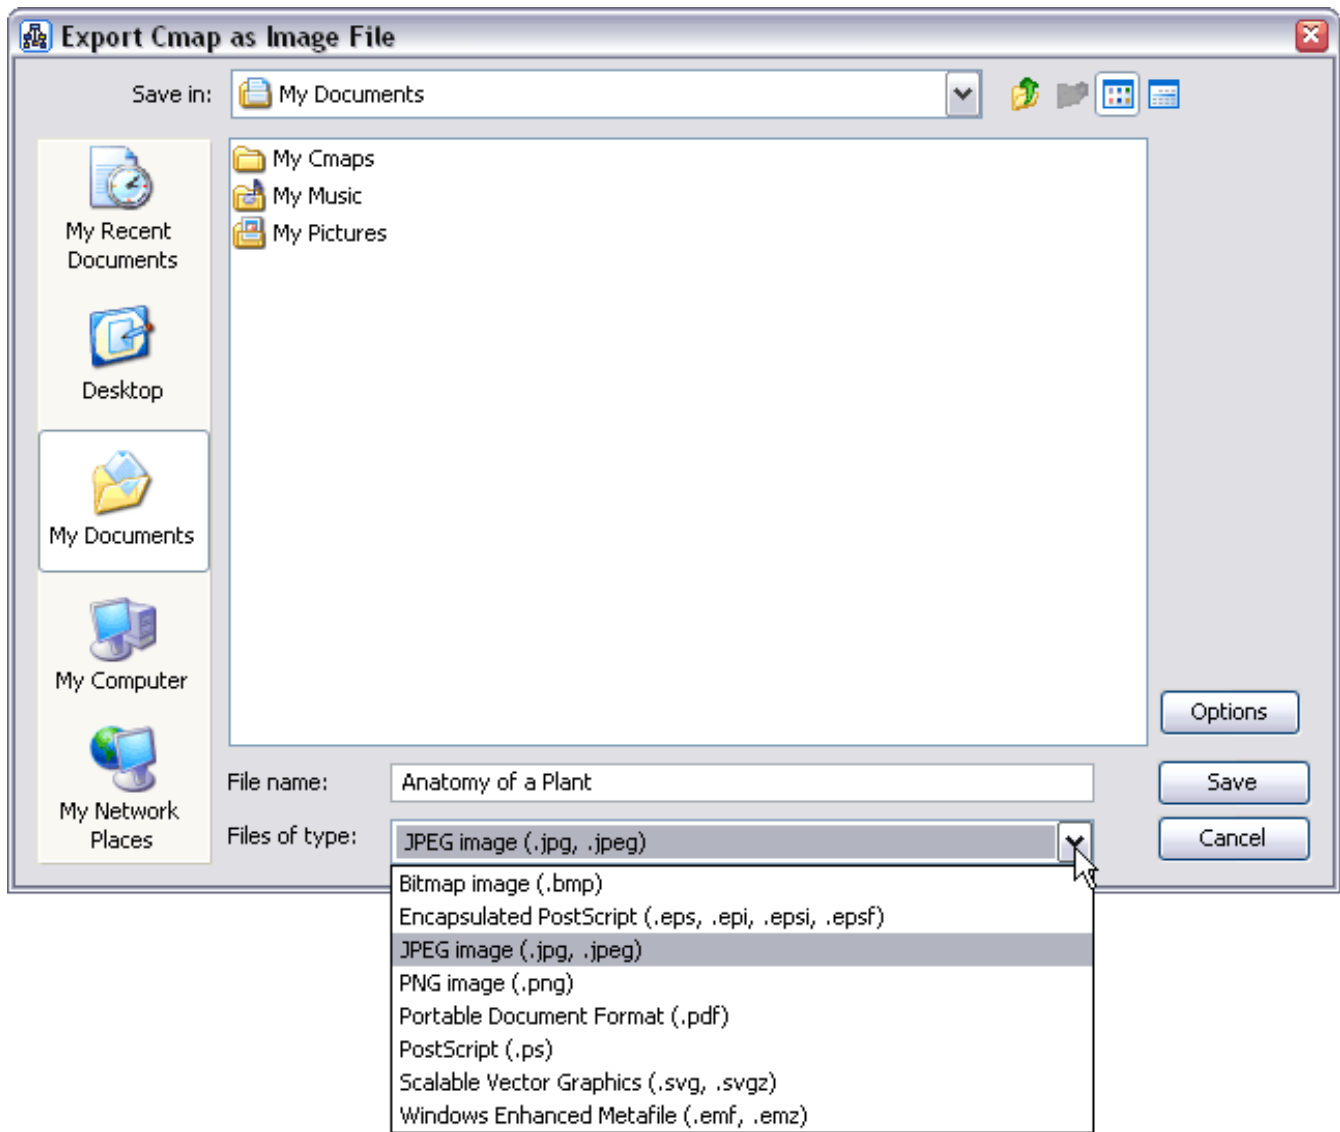 Export Cmap as Image File
Save in:
My Documents
My Cmaps
My Music
My Pictures
My Recent
Documents
Desktop
My Documents
My Computer
My Network
Places
Options
File name:
Anatomy of a Plant
Save
Files of type:
JPEG image (.jpg, .jpeg)
Cancel
Bitmap image (.bmp)
Encapsulated PostScript (.eps, .epi, .epsi, .epsf)
JPEG image (.jpg, .jpeg)
PNG image (.png)
Portable Document Format (.pdf)
PostScript (.ps)
Scalable Vector Graphics (.svg, .svgz)
Windows Enhanced Metafile (.emf, .emz)